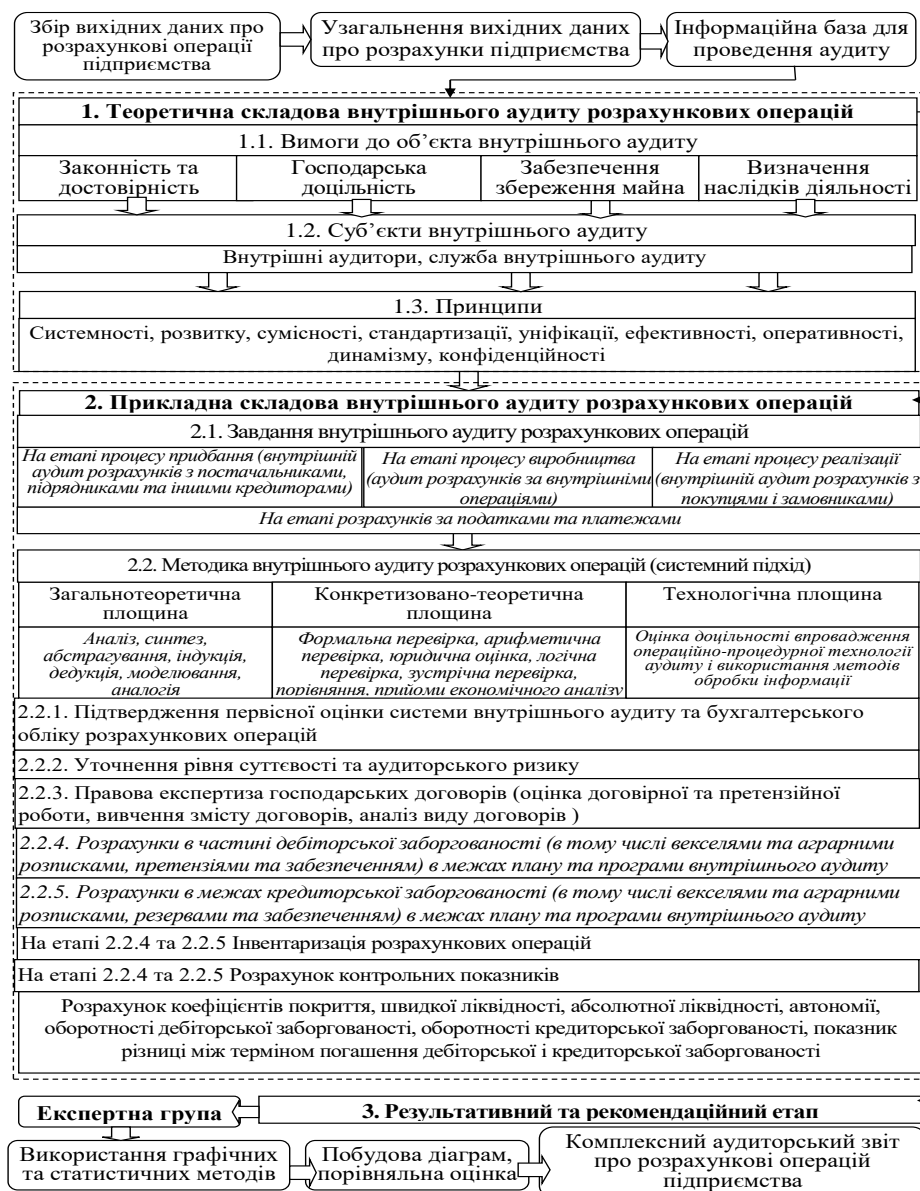 Збір вихідних даних про
розрахункові операції
підприємства
Узагальнення вихідних даних
про розрахунки підприємства
Інформаційна база для
проведення аудиту
1. Теоретична складова внутрішнього аудиту розрахункових операцій
1.1. Вимоги до об’єкта внутрішнього аудиту
Законність та
достовірність
Господарська
доцільність
Забезпечення
збереження майна
Визначення
наслідків діяльності
1.2. Суб’єкти внутрішнього аудиту
Внутрішні аудитори, служба внутрішнього аудиту
1.3. Принципи
Системності, розвитку, сумісності, стандартизації, уніфікації, ефективності, оперативності,
динамізму, конфіденційності
2. Прикладна складова внутрішнього аудиту розрахункових операцій
2.1. Завдання внутрішнього аудиту розрахункових операцій
На етапі процесу придбання (внутрішній
аудит розрахунків з постачальниками,
підрядниками та іншими кредиторами)
На етапі процесу виробництва
(аудит розрахунків за внутрішніми
операціями)
На етапі процесу реалізації
(внутрішній аудит розрахунків з
покупцями і замовниками)
На етапі розрахунків за податками та платежами
2.2. Методика внутрішнього аудиту розрахункових операцій (системний підхід)
Загальнотеоретична
площина
Конкретизовано-теоретична
площина
Технологічна площина
Аналіз, синтез,
абстрагування, індукція,
дедукція, моделювання,
аналогія
Формальна перевірка, арифметична
перевірка, юридична оцінка, логічна
перевірка, зустрічна перевірка,
порівняння, прийоми економічного аналізу
Оцінка доцільності впровадження
операційно-процедурної технології
аудиту і використання методів
обробки інформації
2.2.1. Підтвердження первісної оцінки системи внутрішнього аудиту та бухгалтерського
обліку розрахункових операцій
2.2.2. Уточнення рівня суттєвості та аудиторського ризику
2.2.3. Правова експертиза господарських договорів (оцінка договірної та претензійної
роботи, вивчення змісту договорів, аналіз виду договорів )
2.2.4. Розрахунки в частині дебіторської заборгованості (в тому числі векселями та аграрними
розписками, претензіями та забезпеченням) в межах плану та програми внутрішнього аудиту
2.2.5. Розрахунки в межах кредиторської заборгованості (в тому числі векселями та аграрними
розписками, резервами та забезпеченням) в межах плану та програми внутрішнього аудиту
На етапі 2.2.4 та 2.2.5 Інвентаризація розрахункових операцій
На етапі 2.2.4 та 2.2.5 Розрахунок контрольних показників
Розрахунок коефіцієнтів покриття, швидкої ліквідності, абсолютної ліквідності, автономії,
оборотності дебіторської заборгованості, оборотності кредиторської заборгованості, показник
різниці між терміном погашення дебіторської і кредиторської заборгованості
Експертна група
3. Результативний та рекомендаційний етап
Використання графічних
та статистичних методів
Побудова діаграм,
порівняльна оцінка
Комплексний аудиторський звіт
про розрахункові операції
підприємства